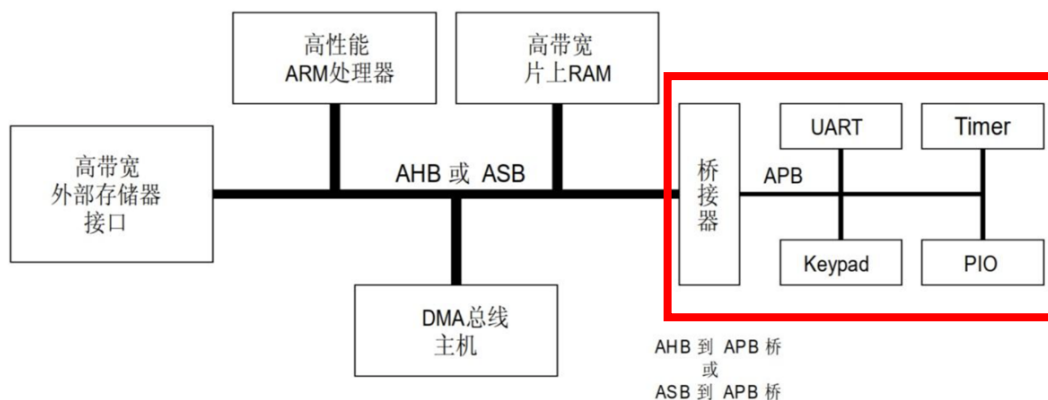 高性能
ARM处理器
高带宽
片上RAM
高带宽
外部存储器
接口
AHB 或 ASB
桥接器
APB
UART
Timer
Keypad
PIO
DMA总线
主机
AHB 到 APB 桥
或
ASB 到 APB 桥